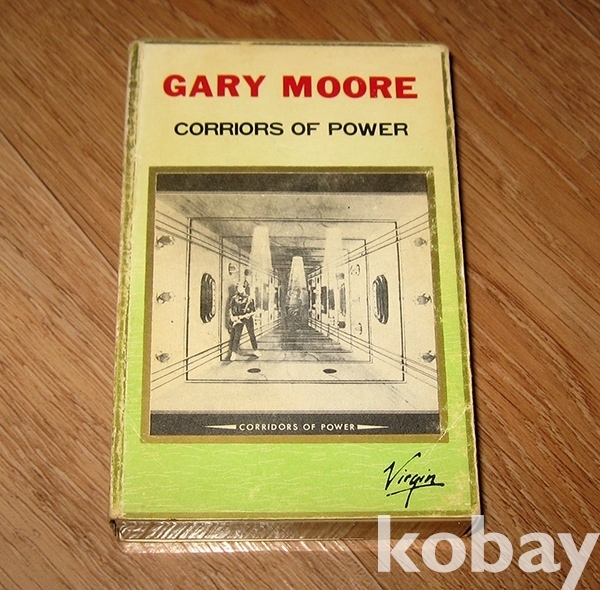 GARY MOORE
CORRIORS OF POWER
CORRIDORS OF POWER
Virgin
kobay